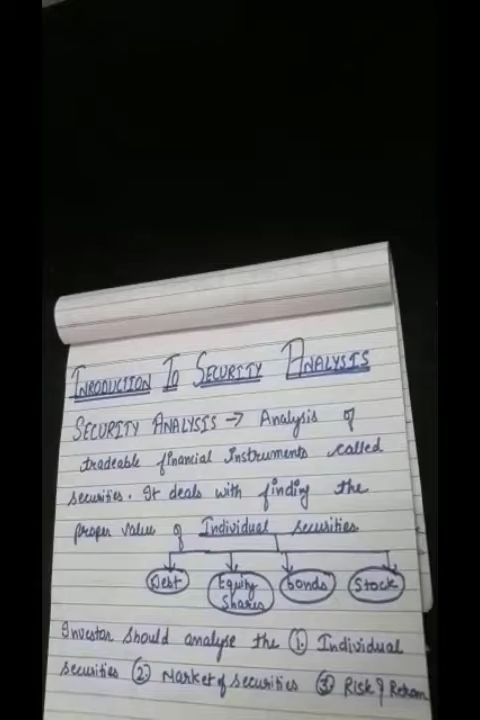 INRODUCTION TO SECURITY ANALYSIS
SECURITY ANALYSIS → Analysis of
tradeable financial Instruments called
securities. It deals with finding the
proper value of Individual securities
Debt Equity Shares bonds Stock
Investor should analyse the ① Individual
securities ② Market of securities ③ Risk & Return